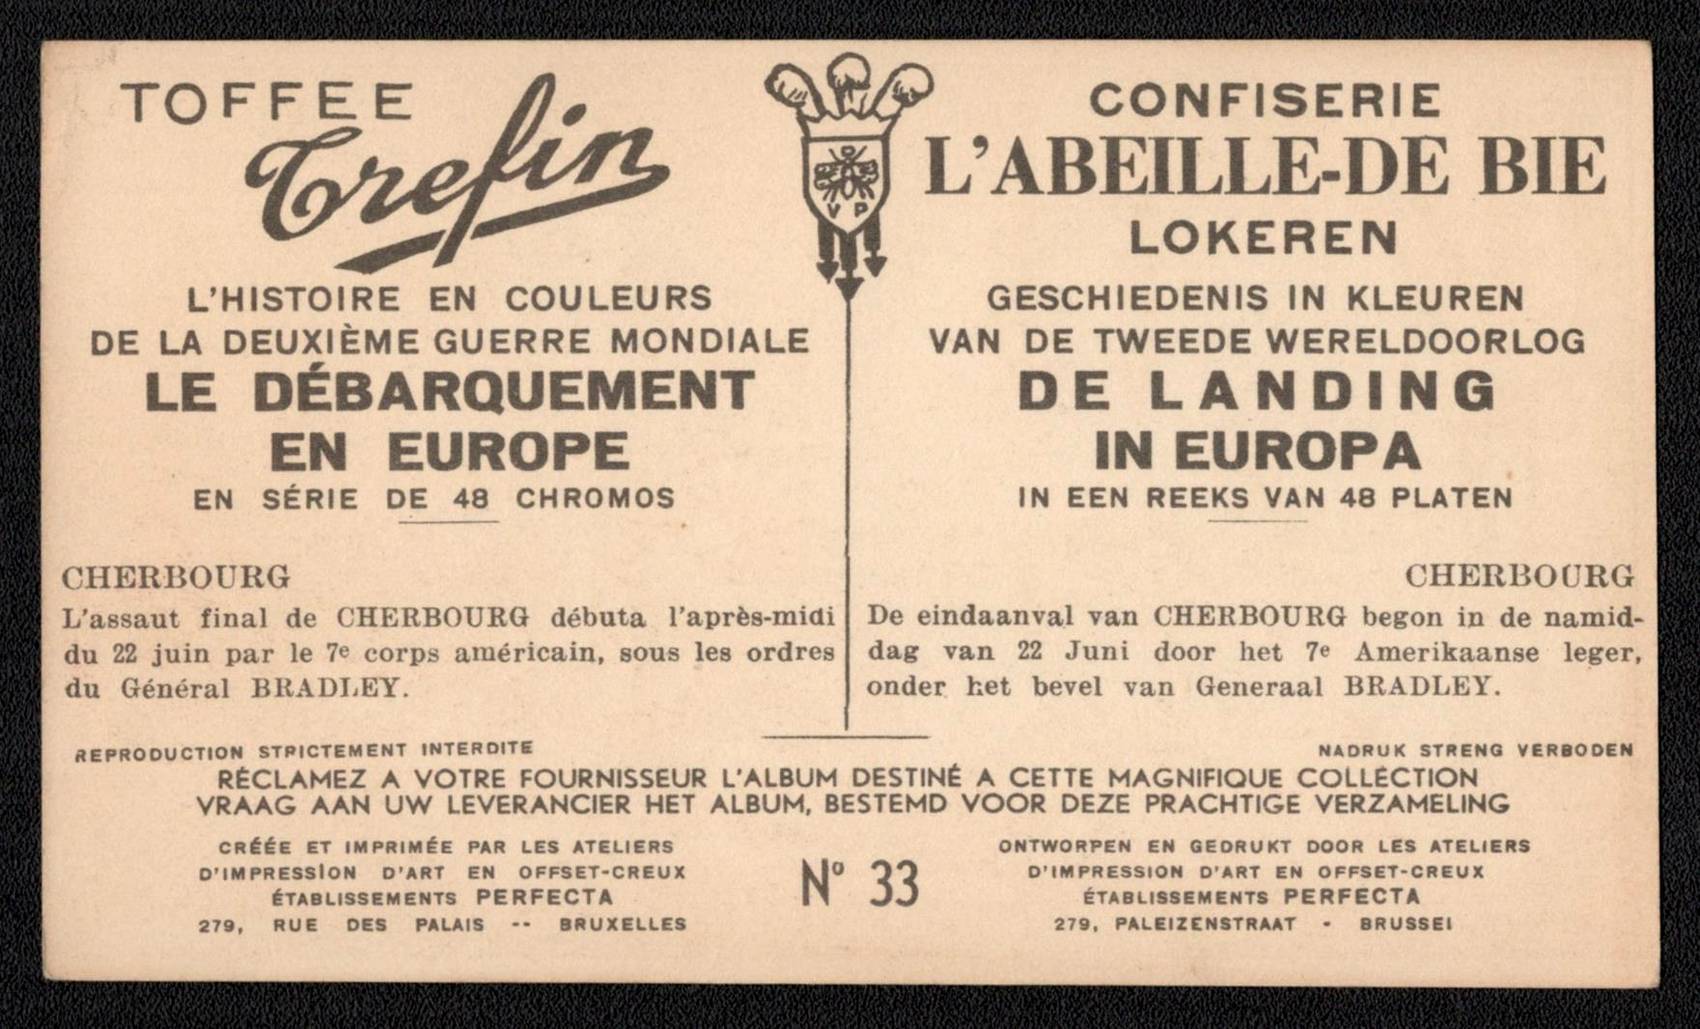 TOFFEE
Trefin
L'HISTOIRE EN COULEURS
DE LA DEUXIÈME GUERRE MONDIALE
LE DÉBARQUEMENT
EN EUROPE
EN SÉRIE DE 48 CHROMOS
CHERBOURG
L'assaut final de CHERBOURG débuta l'après-midi
du 22 juin par le 7e corps américain, sous les ordres
du Général BRADLEY.
REPRODUCTION STRICTEMENT INTERDITE
D
V P
CONFISERIE
L'ABEILLE-DE BIE
LOKEREN
GESCHIEDENIS IN KLEUREN
VAN DE TWEEDE WERELDOORLOG
DE LANDING
IN EUROPA
IN EEN REEKS VAN 48 PLATEN
CHERBOURG
De eindaanval van CHERBOURG begon in de namid-
dag van 22 Juni door het 7e Amerikaanse leger,
onder het bevel van Generaal BRADLEY.
NADRUK STRENG VERBODEN
RÉCLAMEZ A VOTRE FOURNISSEUR L'ALBUM DESTINÉ A CETTE MAGNIFIQUE COLLECTION
VRAAG AAN UW LEVERANCIER HET ALBUM, BESTEMD VOOR DEZE PRACHTIGE VERZAMELING
CRÉÉE ET IMPRIMÉE PAR LES ATELIERS
D'IMPRESSION D'ART EN OFFSET-CREUX
ÉTABLISSEMENTS PERFECTA
279, RUE DES PALAIS -- BRUXELLES
Nº 33
ONTWORPEN EN GEDRUKT DOOR LES ATELIERS
D'IMPRESSION D'ART EN OFFSET-CREUX
ÉTABLISSEMENTS PERFECTA
279, PALEIZENSTRAAT - BRUSSEL